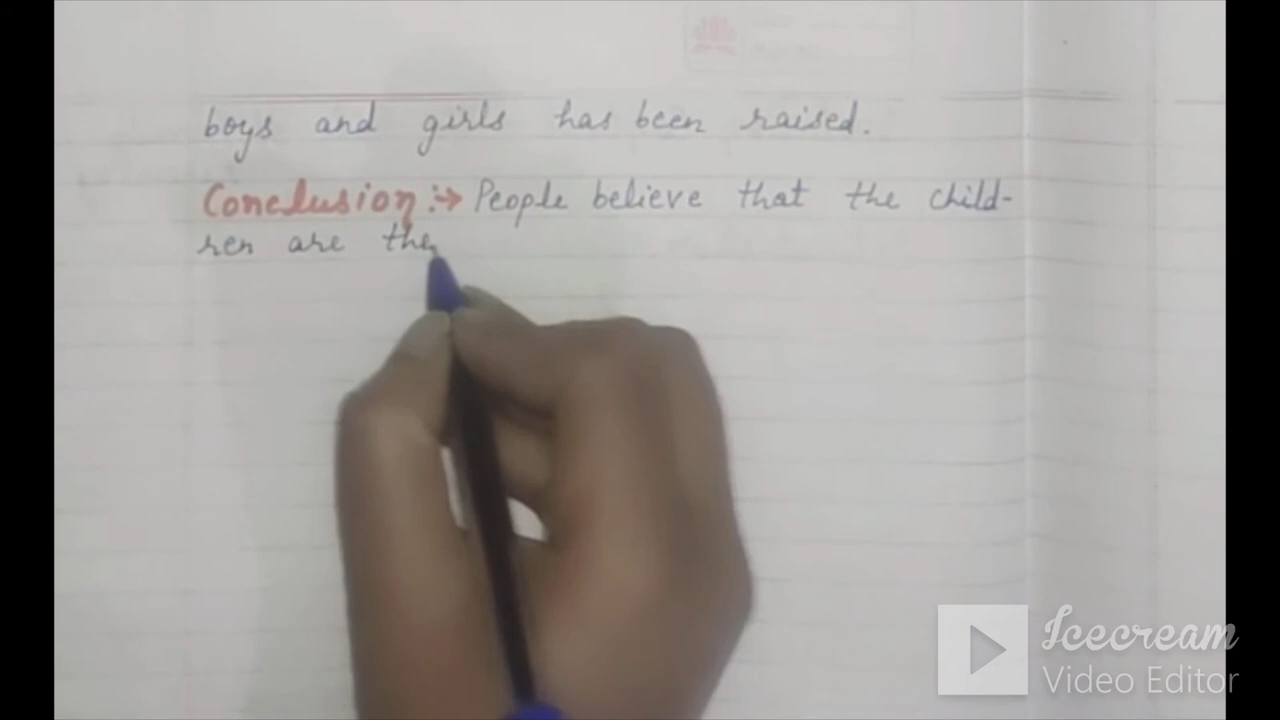 boys and girls has been raised.
Conclusion :→ People believe that the child-
ren are the
Icecream
Video Editor